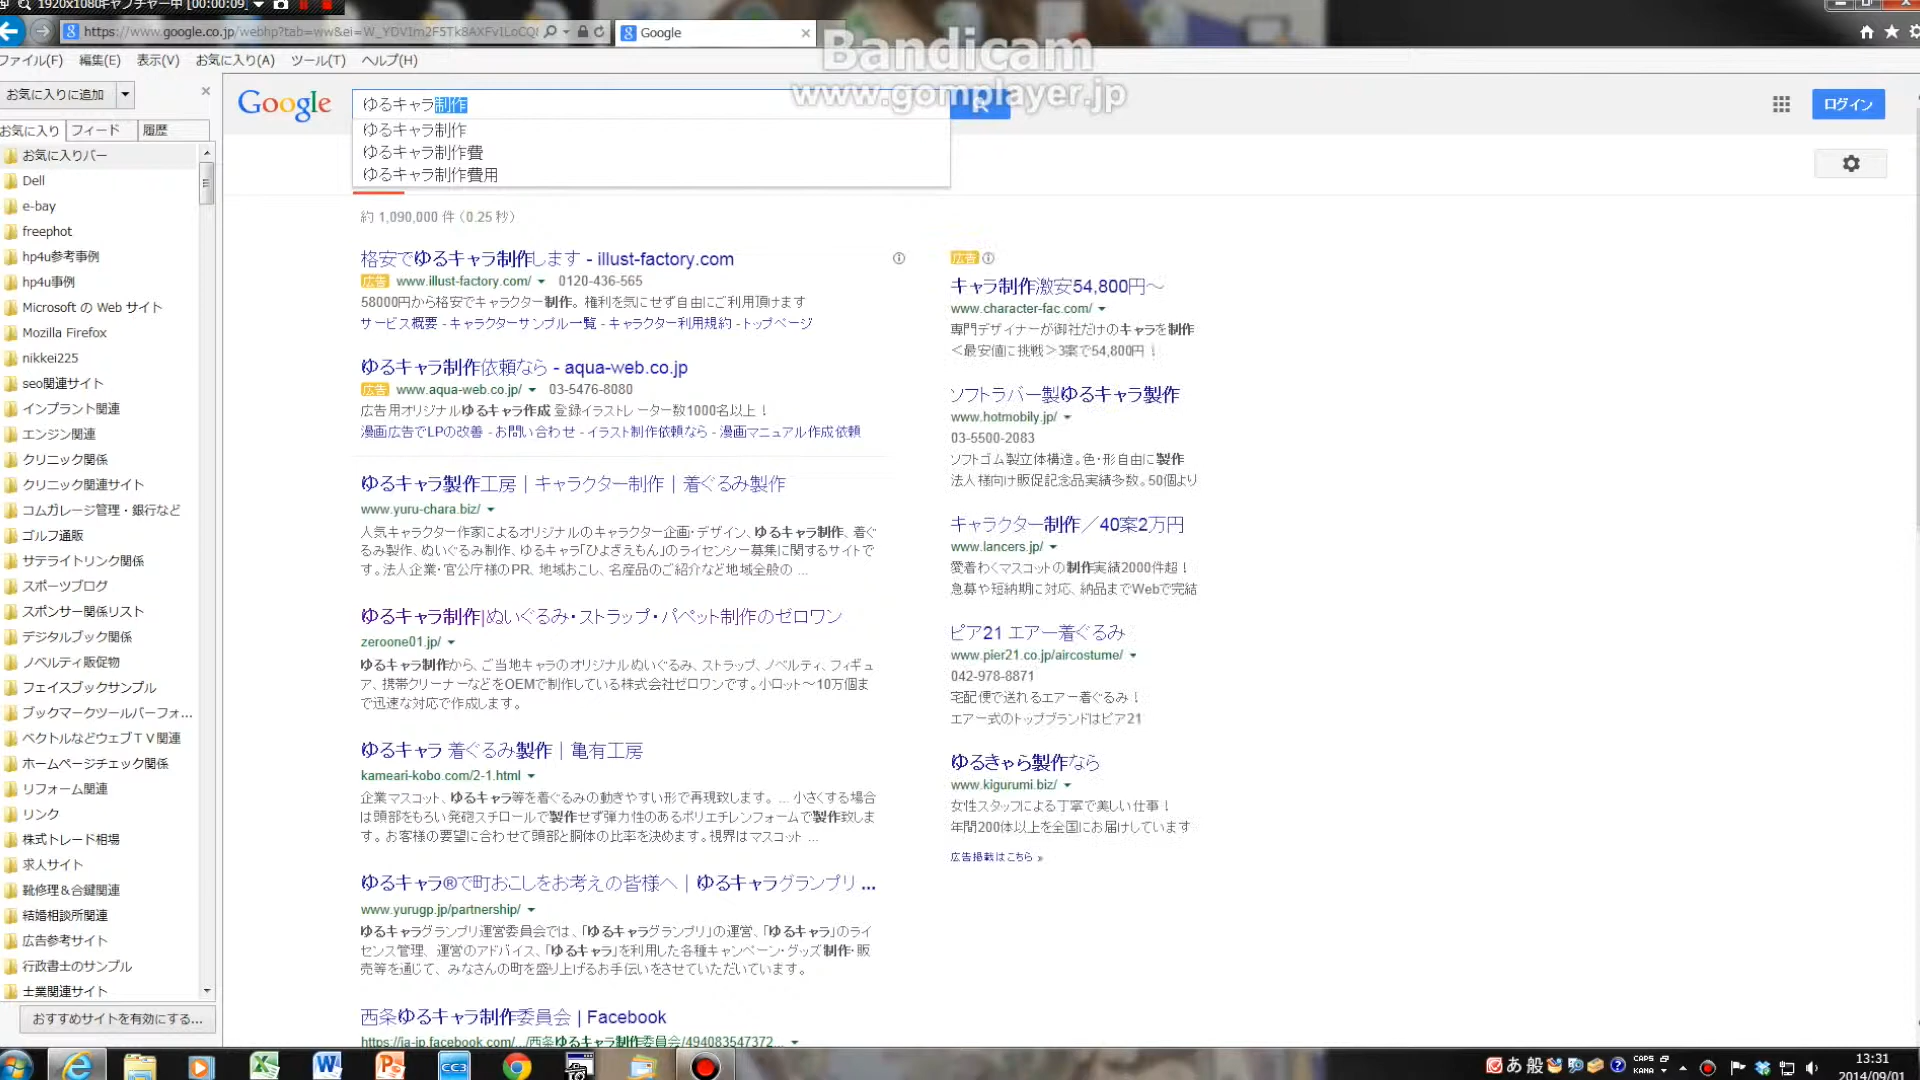 1920x1080キャプチャー中 [00:00:09]
https://www.google.co.jp/webhp?tab=ww&ei=W_YDVIm2F5Tk8AXFvILoCQ
Google
Bandicam
www.gomplayer.jp
ファイル(F) 編集(E) 表示(V) お気に入り(A) ツール(T) ヘルプ(H)
お気に入りに追加
お気に入り フィード 履歴
お気に入りバー
Dell
e-bay
freephot
hp4u参考事例
hp4u事例
Microsoft の Web サイト
Mozilla Firefox
nikkei225
seo関連サイト
インプラント関連
エンジン関連
クリニック関係
クリニック関連サイト
コムガレージ管理・銀行など
ゴルフ通販
サテライトリンク関係
スポーツブログ
スポンサー関係リスト
デジタルブック関係
ノベルティ販促物
フェイスブックサンプル
ブックマークツールバーフォ...
ベクトルなどウェブＴＶ関連
ホームページチェック関係
リフォーム関連
リンク
株式トレード相場
求人サイト
靴修理＆合鍵関連
結婚相談所関連
広告参考サイト
行政書士のサンプル
士業関連サイト
おすすめサイトを有効にする...
Google
ゆるキャラ制作
ログイン
ゆるキャラ制作
ゆるキャラ制作費
ゆるキャラ制作費用
約 1,090,000 件 （0.25 秒）
格安でゆるキャラ制作します - illust-factory.com
広告 www.illust-factory.com/ 0120-436-565
58000円から格安でキャラクター制作。権利を気にせず自由にご利用頂けます
サービス概要 - キャラクターサンプル一覧 - キャラクター利用規約 - トップページ
ゆるキャラ制作依頼なら - aqua-web.co.jp
広告 www.aqua-web.co.jp/ 03-5476-8080
広告用オリジナルゆるキャラ作成 登録イラストレーター数1000名以上！
漫画広告でLPの改善 - お問い合わせ - イラスト制作依頼なら - 漫画マニュアル作成依頼
ゆるキャラ製作工房｜キャラクター制作｜着ぐるみ製作
www.yuru-chara.biz/
人気キャラクター作家によるオリジナルのキャラクター企画・デザイン、ゆるキャラ制作、着ぐ
るみ製作、ぬいぐるみ制作、ゆるキャラ「ひよざえもん」のライセンシー募集に関するサイトで
す。法人企業・官公庁様のPR、地域おこし、名産品のご紹介など地域全般の ...
ゆるキャラ制作|ぬいぐるみ・ストラップ・パペット制作のゼロワン
zeroone01.jp/
ゆるキャラ制作から、ご当地キャラのオリジナルぬいぐるみ、ストラップ、ノベルティ、フィギュ
ア、携帯クリーナーなどをOEMで制作している株式会社ゼロワンです。小ロット～10万個ま
で迅速な対応で作成します。
ゆるキャラ 着ぐるみ製作｜亀有工房
kameari-kobo.com/2-1.html
企業マスコット、ゆるキャラ等を着ぐるみの動きやすい形で再現致します。 ... 小さくする場合
は頭部をもろい発砲スチロールで製作せず弾力性のあるポリエチレンフォームで製作致しま
す。お客様の要望に合わせて頭部と胴体の比率を決めます。視界はマスコット ...
ゆるキャラ®で町おこしをお考えの皆様へ｜ゆるキャラグランプリ ...
www.yurugp.jp/partnership/
ゆるキャラグランプリ運営委員会では、「ゆるキャラグランプリ」の運営、「ゆるキャラ」のライ
センス管理、運営のアドバイス、「ゆるキャラ」を利用した各種キャンペーン・グッズ制作・販
売等を通じて、みなさんの町を盛り上げるお手伝いをさせていただいています。
西条ゆるキャラ制作委員会 | Facebook
https://ja-jp.facebook.com/.../西条ゆるキャラ制作委員会/494083547372...
広告
キャラ制作激安54,800円～
www.character-fac.com/
専門デザイナーが御社だけのキャラを制作
＜最安値に挑戦＞3案で54,800円！
ソフトラバー製ゆるキャラ製作
www.hotmobily.jp/
03-5500-2083
ソフトゴム製立体構造。色・形自由に製作
法人様向け販促記念品実績多数。50個より
キャラクター制作／40案2万円
www.lancers.jp/
愛着わくマスコットの制作実績2000件超！
急募や短納期に対応、納品までWebで完結
ピア21 エアー着ぐるみ
www.pier21.co.jp/aircostume/
042-978-8871
宅配便で送れるエアー着ぐるみ！
エアー式のトップブランドはピア21
ゆるきゃら製作なら
www.kigurumi.biz/
女性スタッフによる丁寧で美しい仕事！
年間200体以上を全国にお届けしています
広告掲載はこちら »
CC3
あ 般 CAPS KANA
13:31
2014/09/01